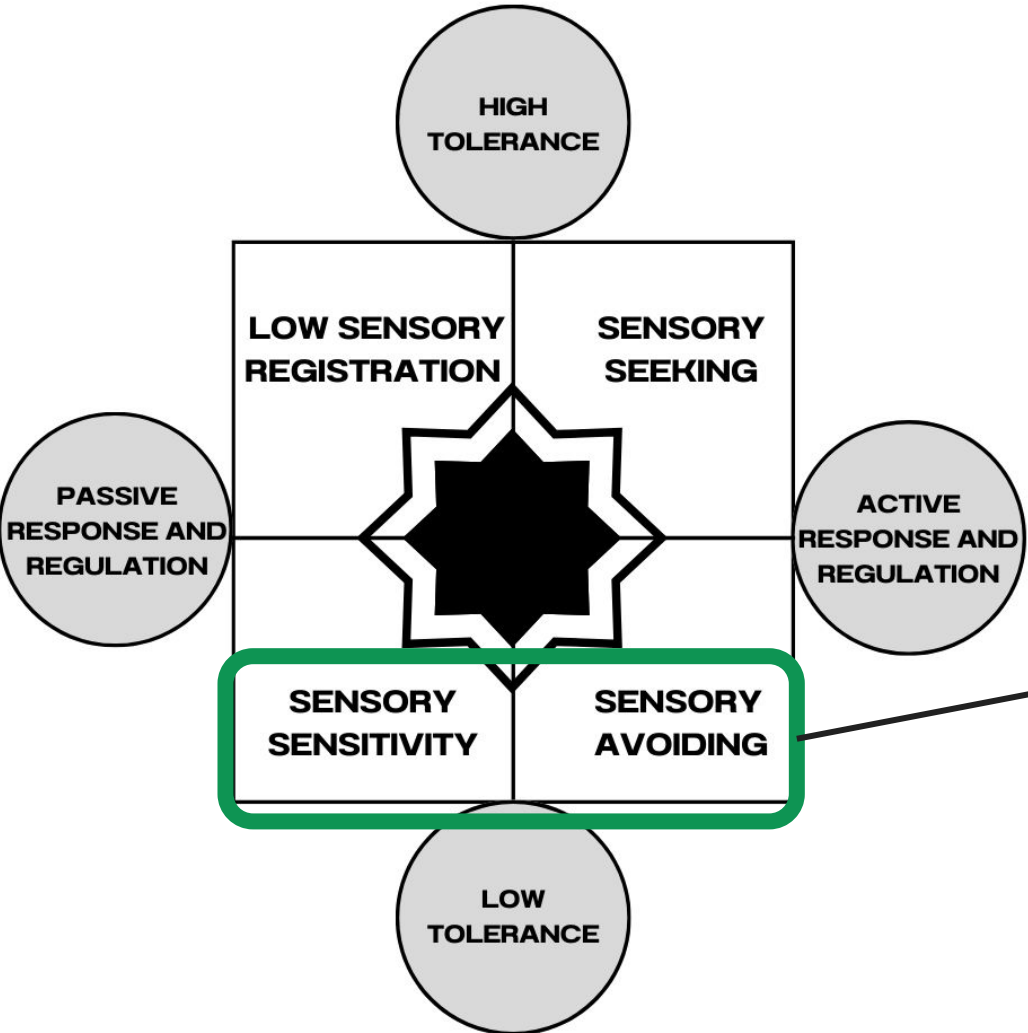 HIGH
TOLERANCE
LOW SENSORY
REGISTRATION
SENSORY
SEEKING
PASSIVE
RESPONSE AND
REGULATION
ACTIVE
RESPONSE AND
REGULATION
SENSORY
SENSITIVITY
SENSORY
AVOIDING
LOW
TOLERANCE